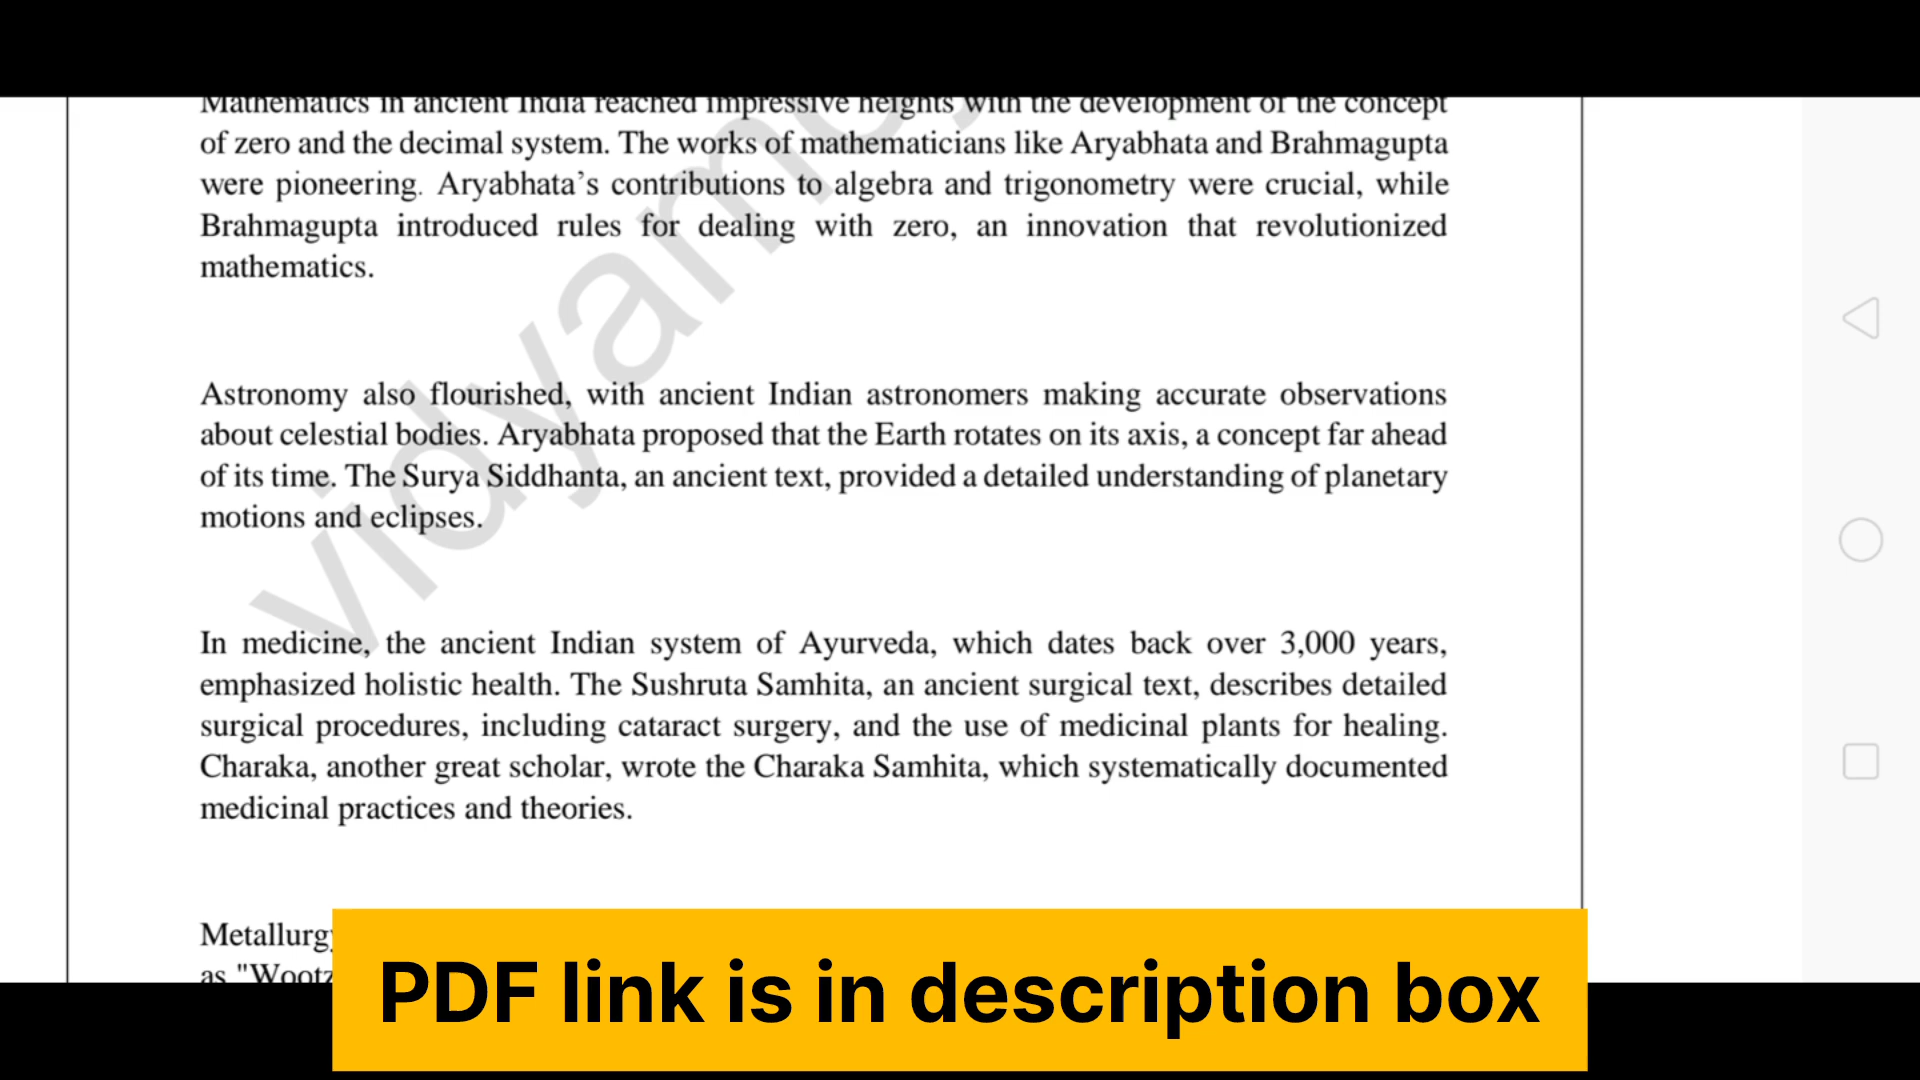 Mathematics in ancient India reached impressive heights with the development of the concept
of zero and the decimal system. The works of mathematicians like Aryabhata and Brahmagupta
were pioneering. Aryabhata’s contributions to algebra and trigonometry were crucial, while
Brahmagupta introduced rules for dealing with zero, an innovation that revolutionized
mathematics.
Astronomy also flourished, with ancient Indian astronomers making accurate observations
about celestial bodies. Aryabhata proposed that the Earth rotates on its axis, a concept far ahead
of its time. The Surya Siddhanta, an ancient text, provided a detailed understanding of planetary
motions and eclipses.
In medicine, the ancient Indian system of Ayurveda, which dates back over 3,000 years,
emphasized holistic health. The Sushruta Samhita, an ancient surgical text, describes detailed
surgical procedures, including cataract surgery, and the use of medicinal plants for healing.
Charaka, another great scholar, wrote the Charaka Samhita, which systematically documented
medicinal practices and theories.
Metallurgy
as "Wootz
PDF link is in description box